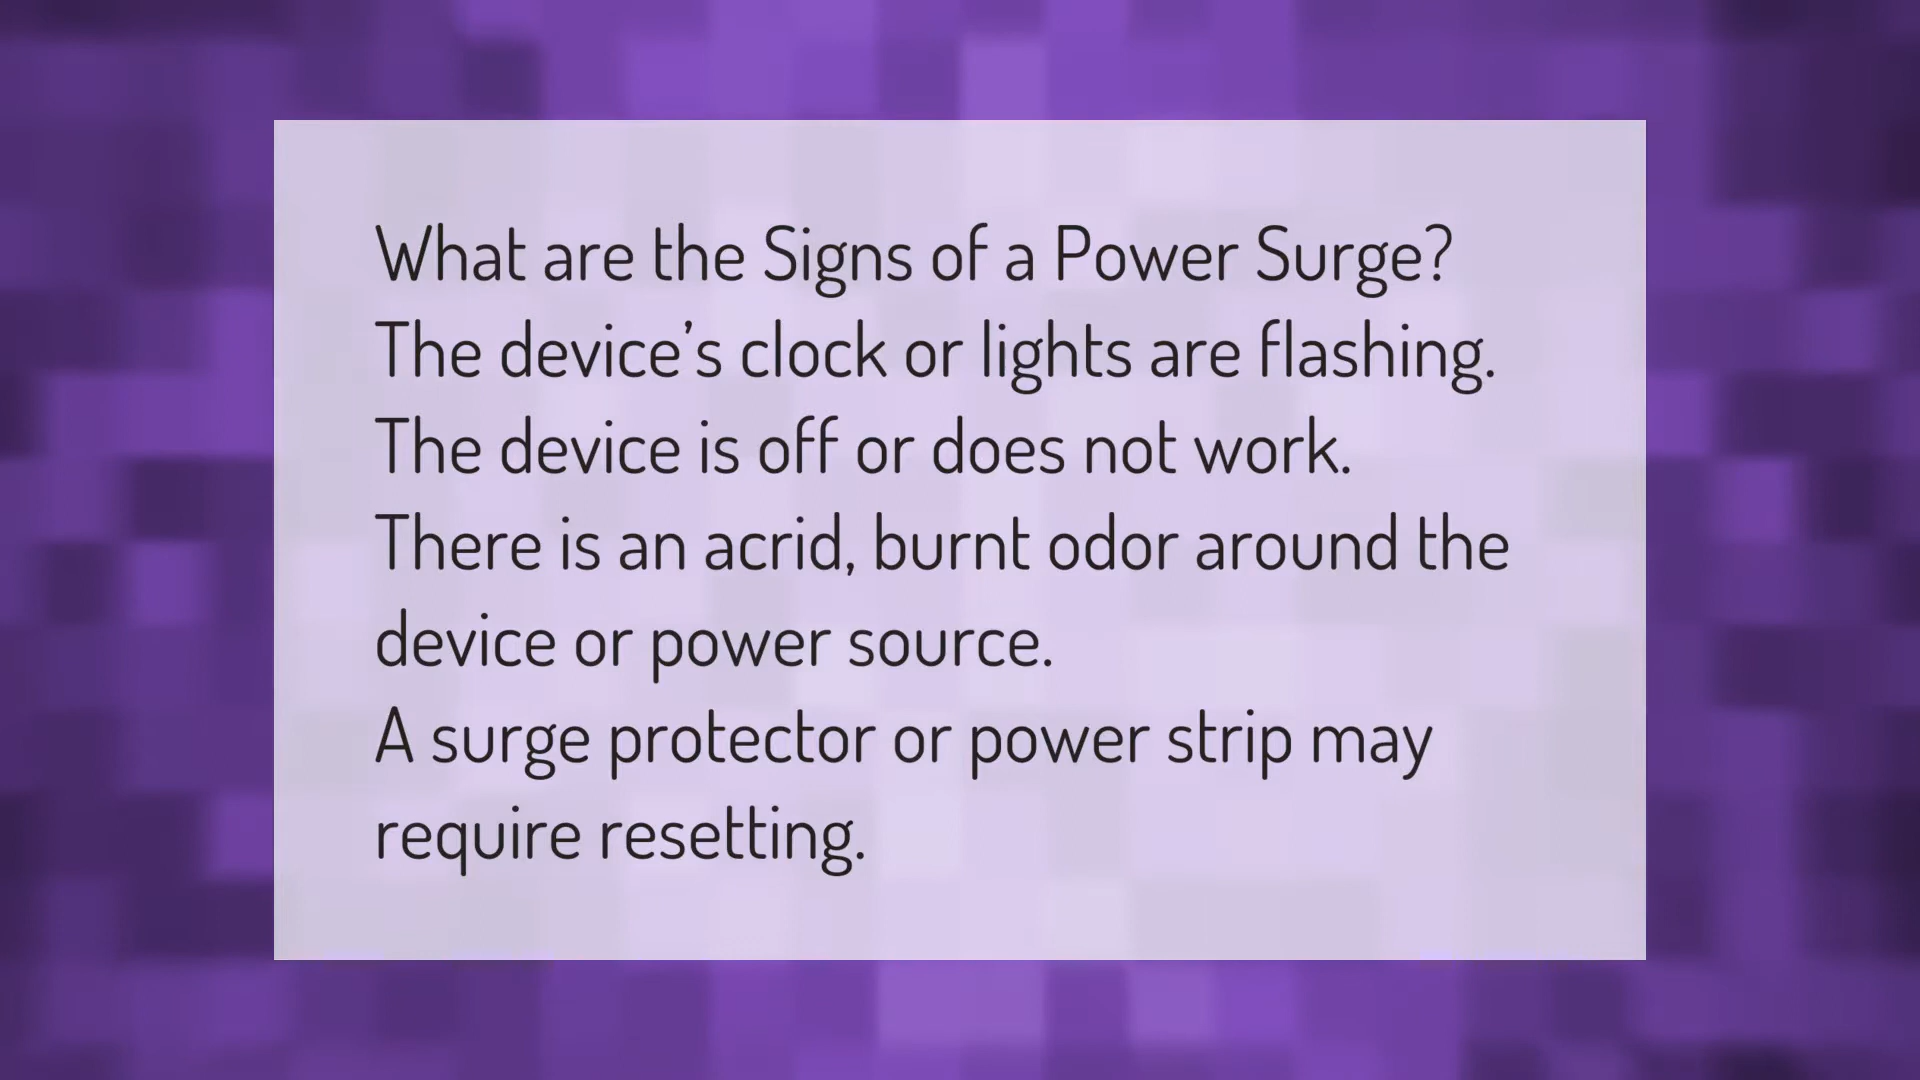 What are the Signs of a Power Surge?
The device’s clock or lights are flashing.
The device is off or does not work.
There is an acrid, burnt odor around the
device or power source.
A surge protector or power strip may
require resetting.